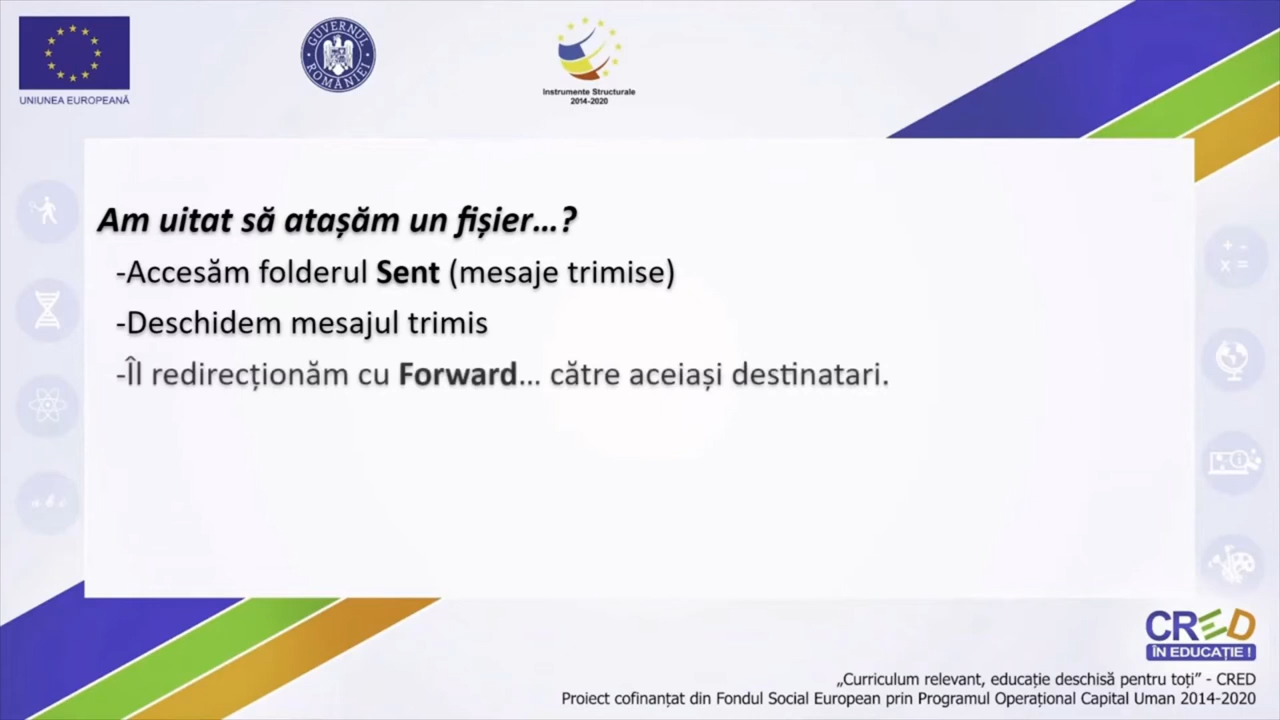 UNIUNEA EUROPEANĂ
GUVERNUL ROMÂNIEI
Instrumente Structurale
2014-2020
Am uitat să atașăm un fișier...?
-Accesăm folderul Sent (mesaje trimise)
-Deschidem mesajul trimis
-Îl redirecționăm cu Forward... către aceiași destinatari.
+ -
x =
CRED
ÎN EDUCAȚIE !
„Curriculum relevant, educație deschisă pentru toți” - CRED
Proiect cofinanțat din Fondul Social European prin Programul Operațional Capital Uman 2014-2020